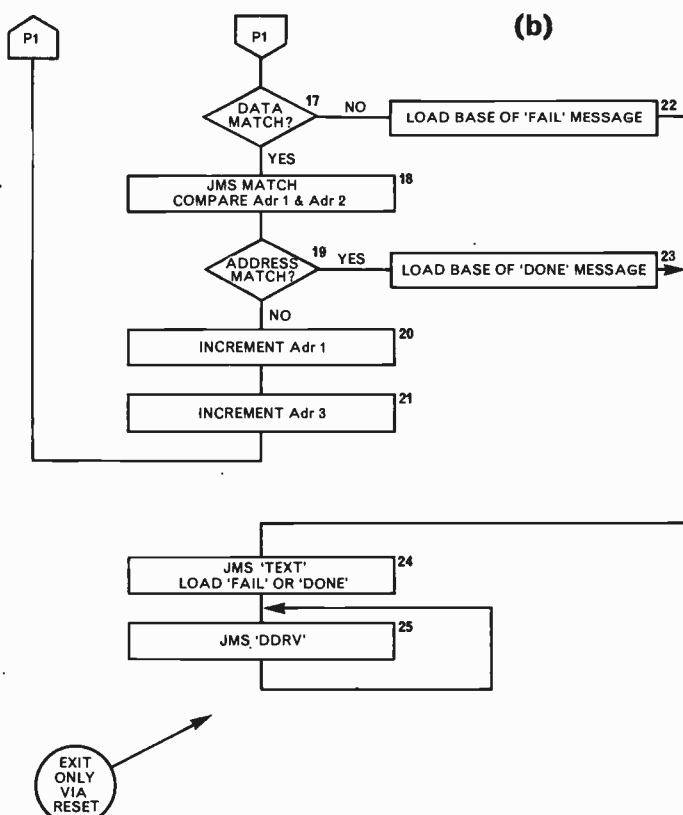 P1
P1
(b)
DATA
MATCH?
17
NO
LOAD BASE OF 'FAIL' MESSAGE
22
YES
JMS MATCH
COMPARE Adr 1 & Adr 2
18
ADDRESS
MATCH?
19
YES
LOAD BASE OF 'DONE' MESSAGE
23
NO
INCREMENT Adr 1
20
INCREMENT Adr 3
21
JMS 'TEXT'
LOAD 'FAIL' OR 'DONE'
24
JMS 'DDRV'
25
EXIT
ONLY
VIA
RESET